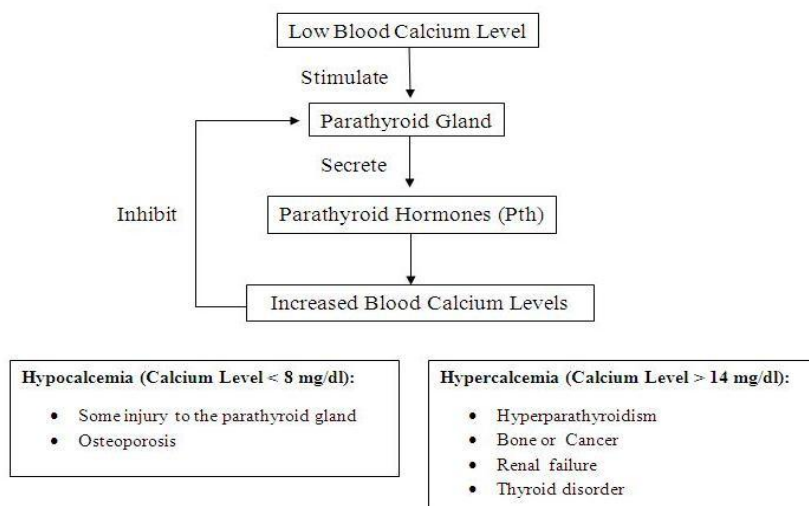 Low Blood Calcium Level
Stimulate
Parathyroid Gland
Secrete
Inhibit
Parathyroid Hormones (Pth)
Increased Blood Calcium Levels
Hypocalcemia (Calcium Level < 8 mg/dl):
• Some injury to the parathyroid gland
• Osteoporosis
Hypercalcemia (Calcium Level > 14 mg/dl):
• Hyperparathyroidism
• Bone or Cancer
• Renal failure
• Thyroid disorder